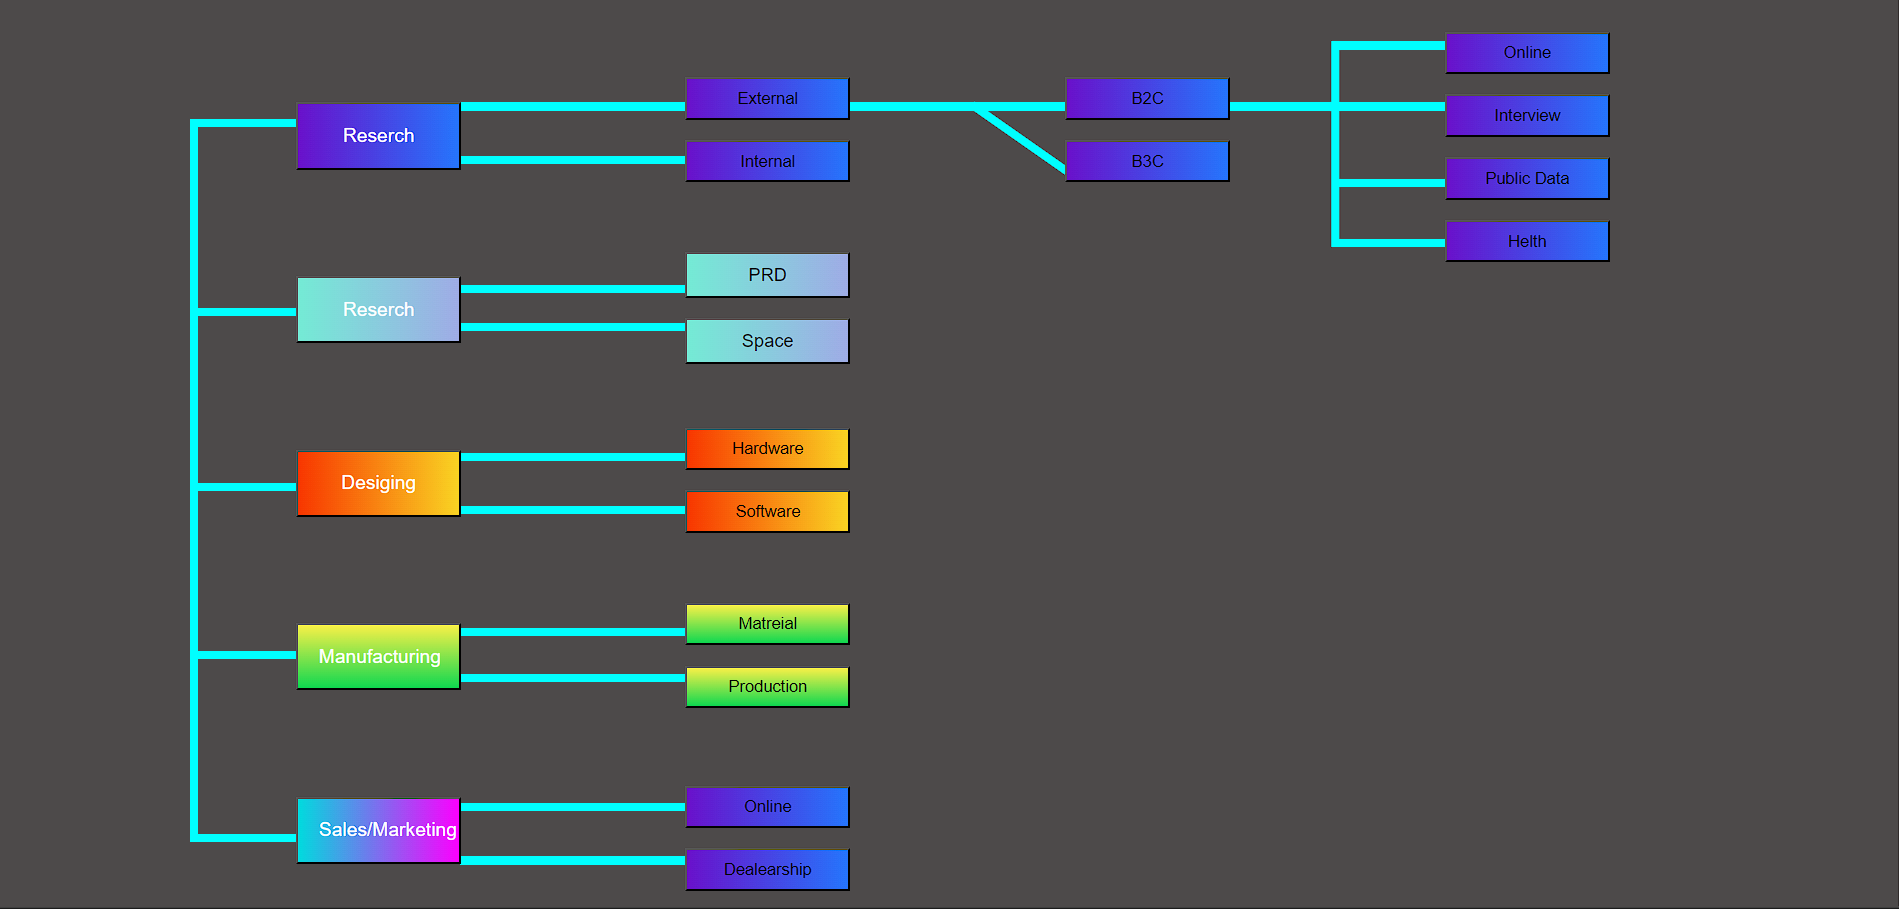 Reserch
External
Internal
B2C
B3C
Online
Interview
Public Data
Helth
Reserch
PRD
Space
Desiging
Hardware
Software
Manufacturing
Matreial
Production
Sales/Marketing
Online
Dealearship